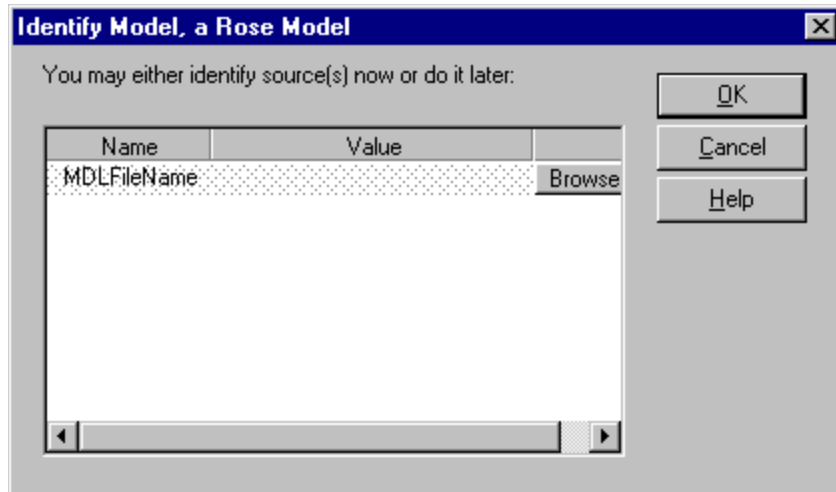 Identify Model, a Rose Model
You may either identify source(s) now or do it later:
OK
Name Value
Cancel
MDLFileName Browse
Help